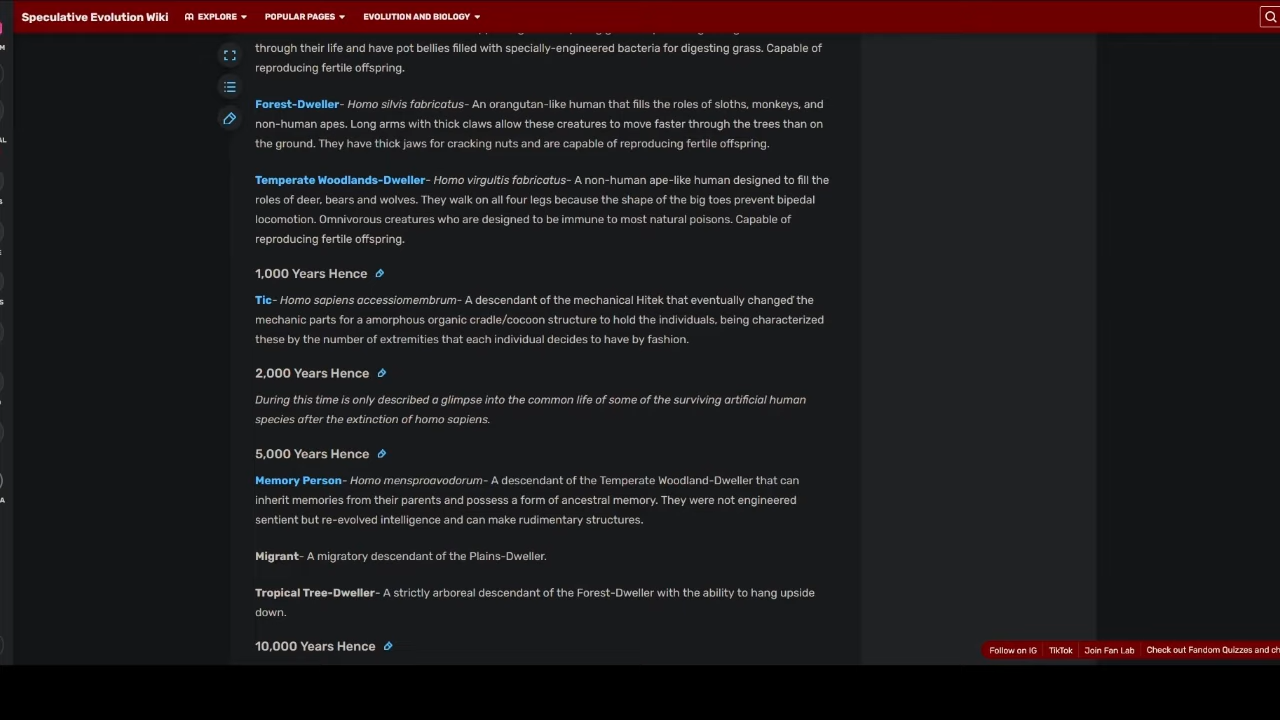 Speculative Evolution Wiki
EXPLORE
POPULAR PAGES
EVOLUTION AND BIOLOGY
through their life and have pot bellies filled with specially-engineered bacteria for digesting grass. Capable of
reproducing fertile offspring.
Forest-Dweller- Homo silvis fabricatus- An orangutan-like human that fills the roles of sloths, monkeys, and
non-human apes. Long arms with thick claws allow these creatures to move faster through the trees than on
the ground. They have thick jaws for cracking nuts and are capable of reproducing fertile offspring.
Temperate Woodlands-Dweller- Homo virgultis fabricatus- A non-human ape-like human designed to fill the
roles of deer, bears and wolves. They walk on all four legs because the shape of the big toes prevent bipedal
locomotion. Omnivorous creatures who are designed to be immune to most natural poisons. Capable of
reproducing fertile offspring.
1,000 Years Hence
Tic- Homo sapiens accessiomembrum- A descendant of the mechanical Hitek that eventually changed the
mechanic parts for a amorphous organic cradle/cocoon structure to hold the individuals, being characterized
these by the number of extremities that each individual decides to have by fashion.
2,000 Years Hence
During this time is only described a glimpse into the common life of some of the surviving artificial human
species after the extinction of homo sapiens.
5,000 Years Hence
Memory Person- Homo mensproavodorum- A descendant of the Temperate Woodland-Dweller that can
inherit memories from their parents and possess a form of ancestral memory. They were not engineered
sentient but re-evolved intelligence and can make rudimentary structures.
Migrant- A migratory descendant of the Plains-Dweller.
Tropical Tree-Dweller- A strictly arboreal descendant of the Forest-Dweller with the ability to hang upside
down.
10,000 Years Hence
Follow on IG
TikTok
Join Fan Lab
Check out Fandom Quizzes and ch